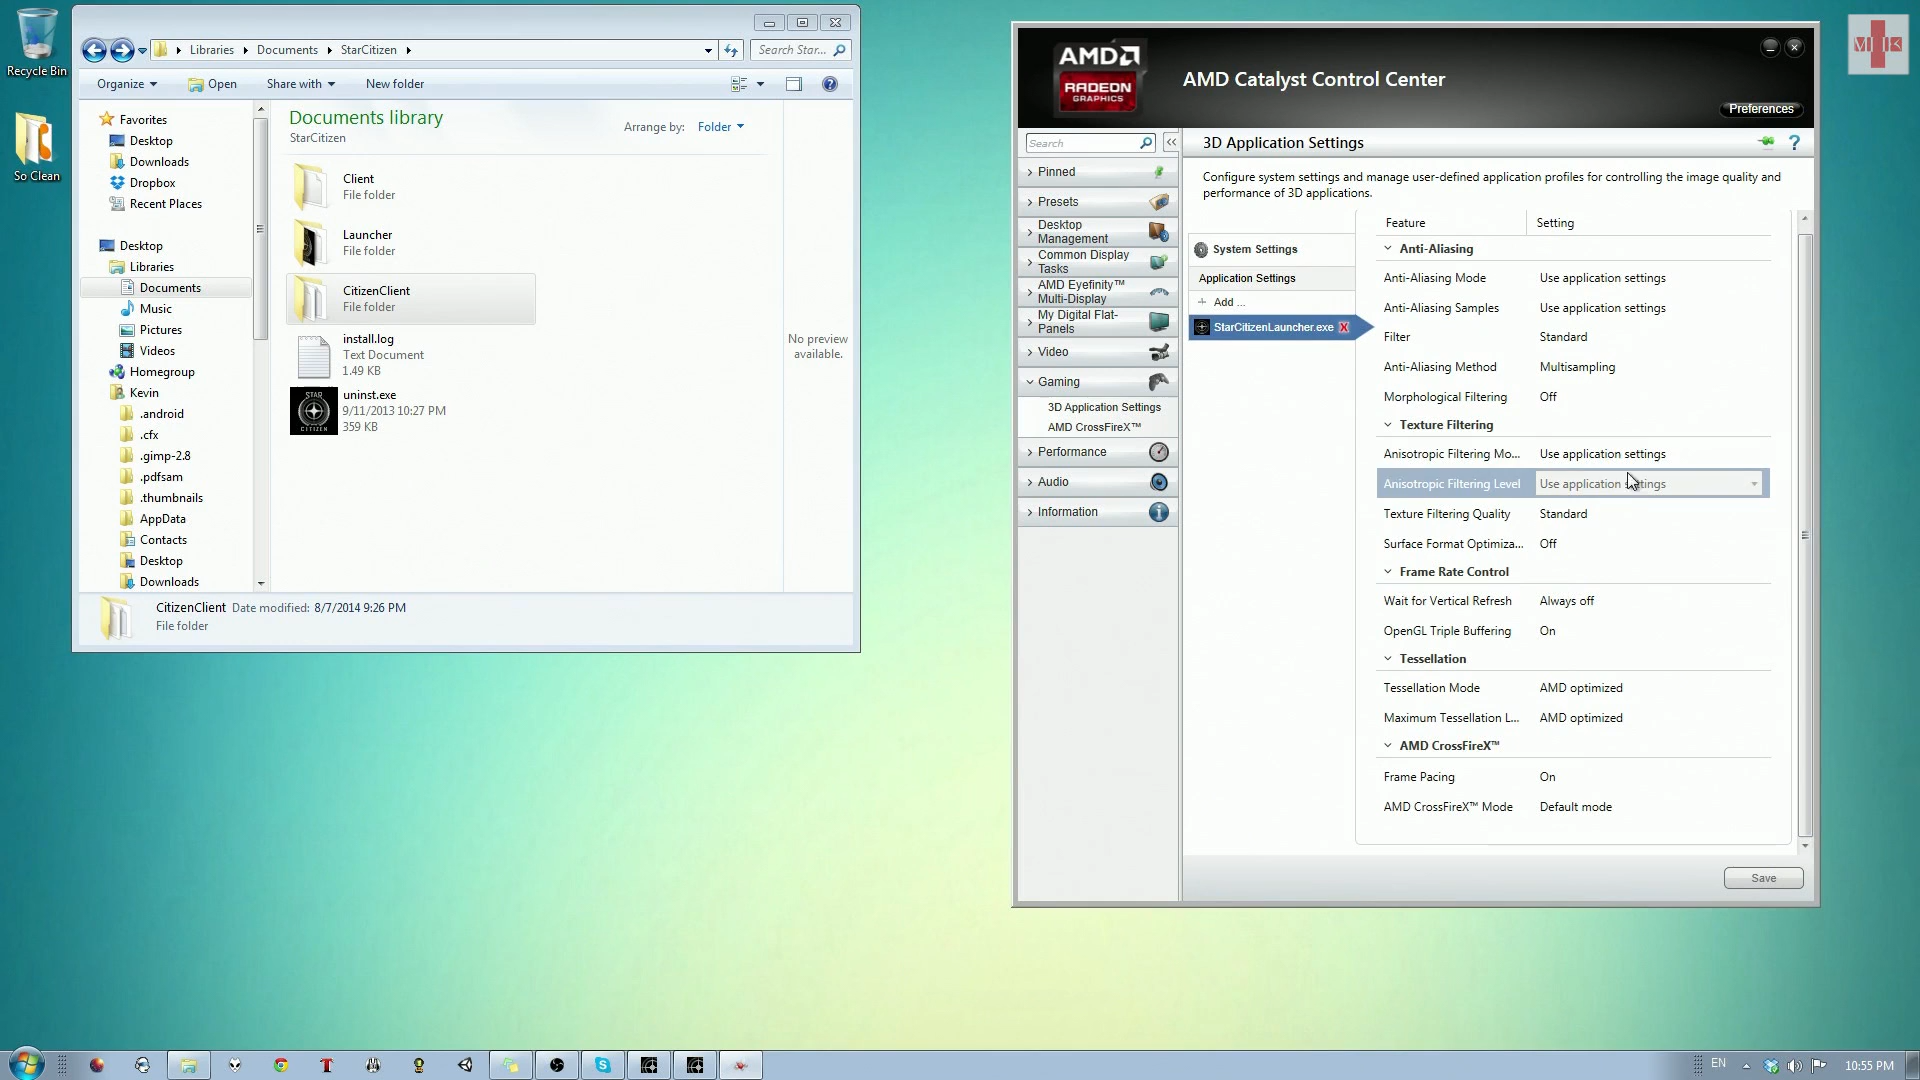 Recycle Bin
So Clean
Libraries
Documents
StarCitizen
Search Star...
Organize
Open
Share with
New folder
Favorites
Desktop
Downloads
Dropbox
Recent Places
Desktop
Libraries
Documents
Music
Pictures
Videos
Homegroup
Kevin
.android
.cfx
.gimp-2.8
.pdfsam
.thumbnails
AppData
Contacts
Desktop
Downloads
Documents library
StarCitizen
Arrange by: Folder
Client
File folder
Launcher
File folder
CitizenClient
File folder
install.log
Text Document
1.49 KB
uninst.exe
9/11/2013 10:27 PM
359 KB
STAR
CITIZEN
No preview
available.
CitizenClient Date modified: 8/7/2014 9:26 PM
File folder
AMD
RADEON
GRAPHICS
AMD Catalyst Control Center
Preferences
Search
Pinned
Presets
Desktop
Management
Common Display
Tasks
AMD Eyefinity™
Multi-Display
My Digital Flat-
Panels
Video
Gaming
3D Application Settings
AMD CrossFireX™
Performance
Audio
Information
3D Application Settings
Configure system settings and manage user-defined application profiles for controlling the image quality and
performance of 3D applications.
System Settings
Application Settings
+ Add ...
StarCitizenLauncher.exe X
Feature Setting
Anti-Aliasing
Anti-Aliasing Mode Use application settings
Anti-Aliasing Samples Use application settings
Filter Standard
Anti-Aliasing Method Multisampling
Morphological Filtering Off
Texture Filtering
Anisotropic Filtering Mo... Use application settings
Anisotropic Filtering Level Use application settings
Texture Filtering Quality Standard
Surface Format Optimiza... Off
Frame Rate Control
Wait for Vertical Refresh Always off
OpenGL Triple Buffering On
Tessellation
Tessellation Mode AMD optimized
Maximum Tessellation L... AMD optimized
AMD CrossFireX™
Frame Pacing On
AMD CrossFireX™ Mode Default mode
Save
EN
10:55 PM